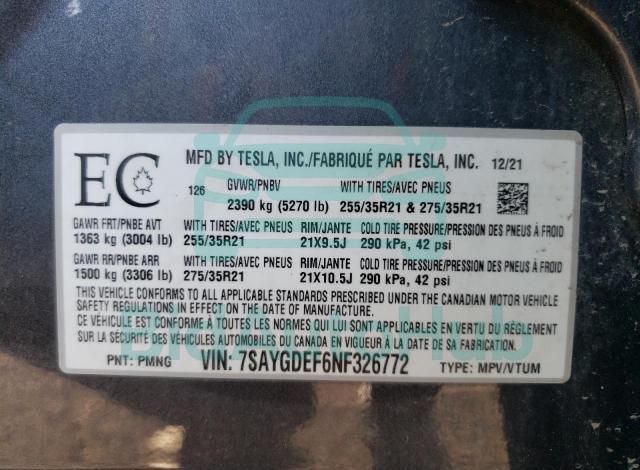 EC MFD BY TESLA, INC./FABRIQUÉ PAR TESLA, INC. 12/21
126 GVWR/PNBV WITH TIRES/AVEC PNEUS
2390 kg (5270 lb) 255/35R21 & 275/35R21
GAWR FRT/PNBE AVT WITH TIRES/AVEC PNEUS RIM/JANTE COLD TIRE PRESSURE/PRESSION DES PNEUS À FROID
1363 kg (3004 lb) 255/35R21 21X9.5J 290 kPa, 42 psi
GAWR RR/PNBE ARR WITH TIRES/AVEC PNEUS RIM/JANTE COLD TIRE PRESSURE/PRESSION DES PNEUS À FROID
1500 kg (3306 lb) 275/35R21 21X10.5J 290 kPa, 42 psi
THIS VEHICLE CONFORMS TO ALL APPLICABLE STANDARDS PRESCRIBED UNDER THE CANADIAN MOTOR VEHICLE
SAFETY REGULATIONS IN EFFECT ON THE DATE OF MANUFACTURE.
CE VÉHICULE EST CONFORME À TOUTES LES NORMES QUI LUI SONT APPLICABLES EN VERTU DU RÈGLEMENT
SUR LA SÉCURITÉ DES VÉHICULES AUTOMOBILES DU CANADA EN VIGUEUR À LA DATE DE SA
FABRICATION.
PNT: PMNG VIN: 7SAYGDEF6NF326772 TYPE: MPV/VTUM